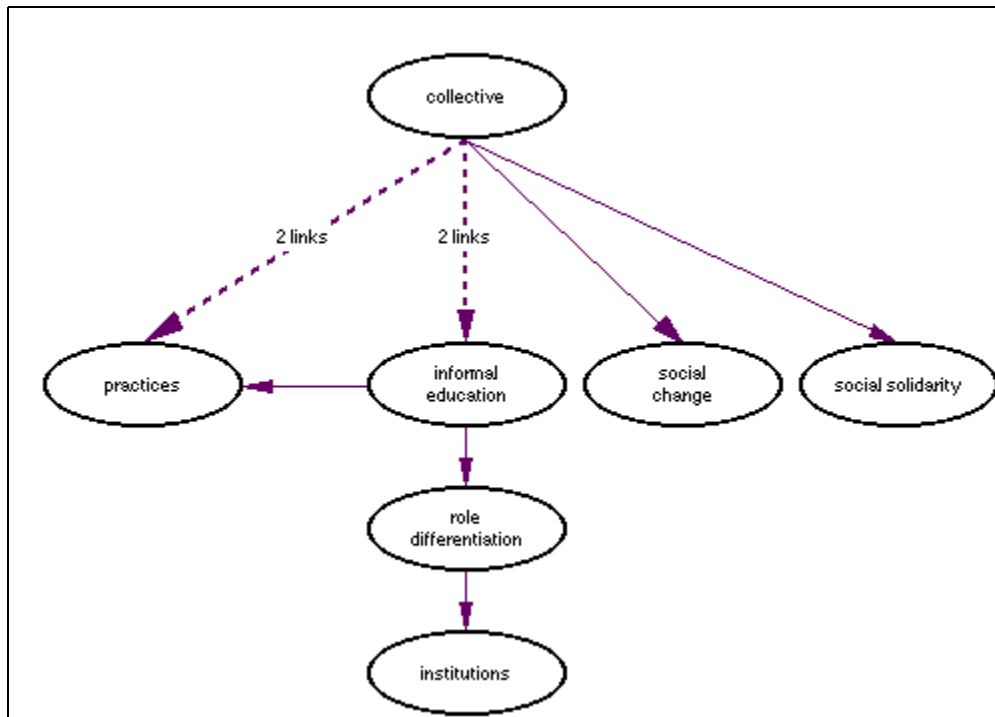 collective
2 links
2 links
practices
informal
education
social
change
social solidarity
role
differentiation
institutions